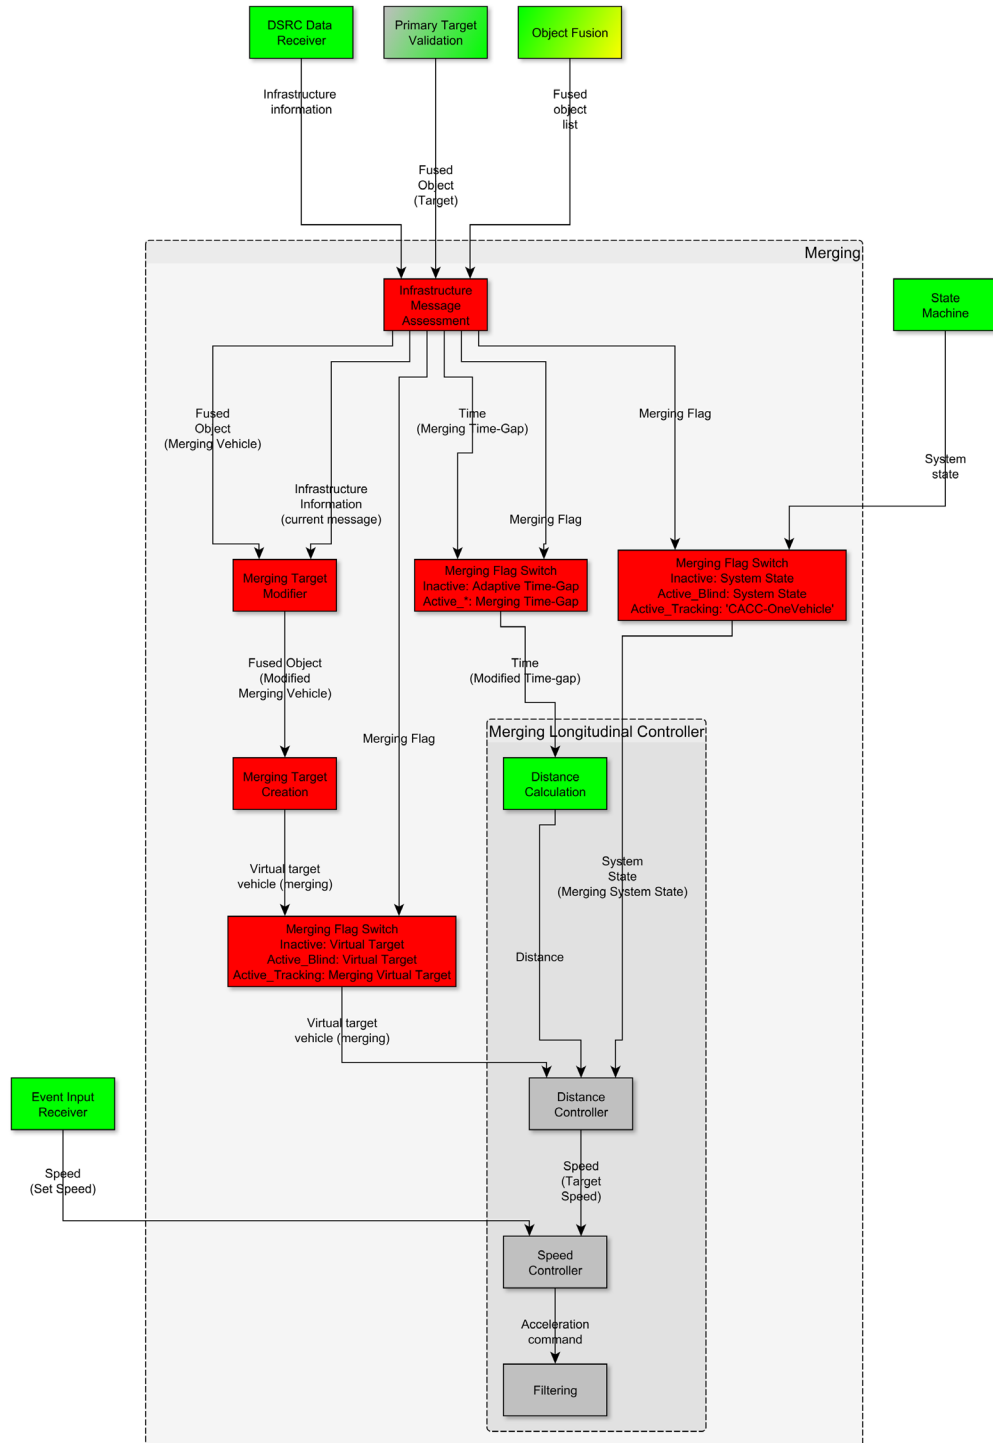 DSRC Data
Receiver
Primary Target
Validation
Object Fusion
Infrastructure
information
Fused
object
list
Fused
Object
(Target)
Merging
Infrastructure
Message
Assessment
State
Machine
Fused
Object
(Merging Vehicle)
Time
(Merging Time-Gap)
Merging Flag
System
state
Infrastructure
Information
(current message)
Merging Flag
Merging Target
Modifier
Merging Flag Switch
Inactive: Adaptive Time-Gap
Active_*: Merging Time-Gap
Merging Flag Switch
Inactive: System State
Active_Blind: System State
Active_Tracking: 'CACC-OneVehicle'
Fused Object
(Modified
Merging Vehicle)
Time
(Modified Time-gap)
Merging Flag
Merging Longitudinal Controller
Merging Target
Creation
Distance
Calculation
Virtual target
vehicle (merging)
System
State
(Merging System State)
Merging Flag Switch
Inactive: Virtual Target
Active_Blind: Virtual Target
Active_Tracking: Merging Virtual Target
Distance
Virtual target
vehicle (merging)
Event Input
Receiver
Distance
Controller
Speed
(Set Speed)
Speed
(Target
Speed)
Speed
Controller
Acceleration
command
Filtering